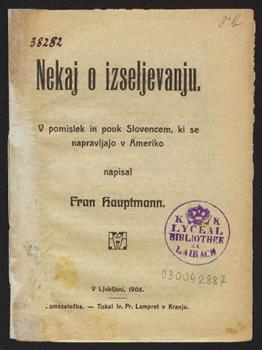 38282
Nekaj o izseljevanju.
V pomislek in pouk Slovencem, ki se
napravljajo v Ameriko
napisal
Fran Hauptmann.
K K
LYCEAL
BIBLIOTHEK
ZU
LAIBACH
030042887
V Ljubljani, 1908.
Samozaložba. — Tiskal Iv. Pr. Lampret v Kranju.